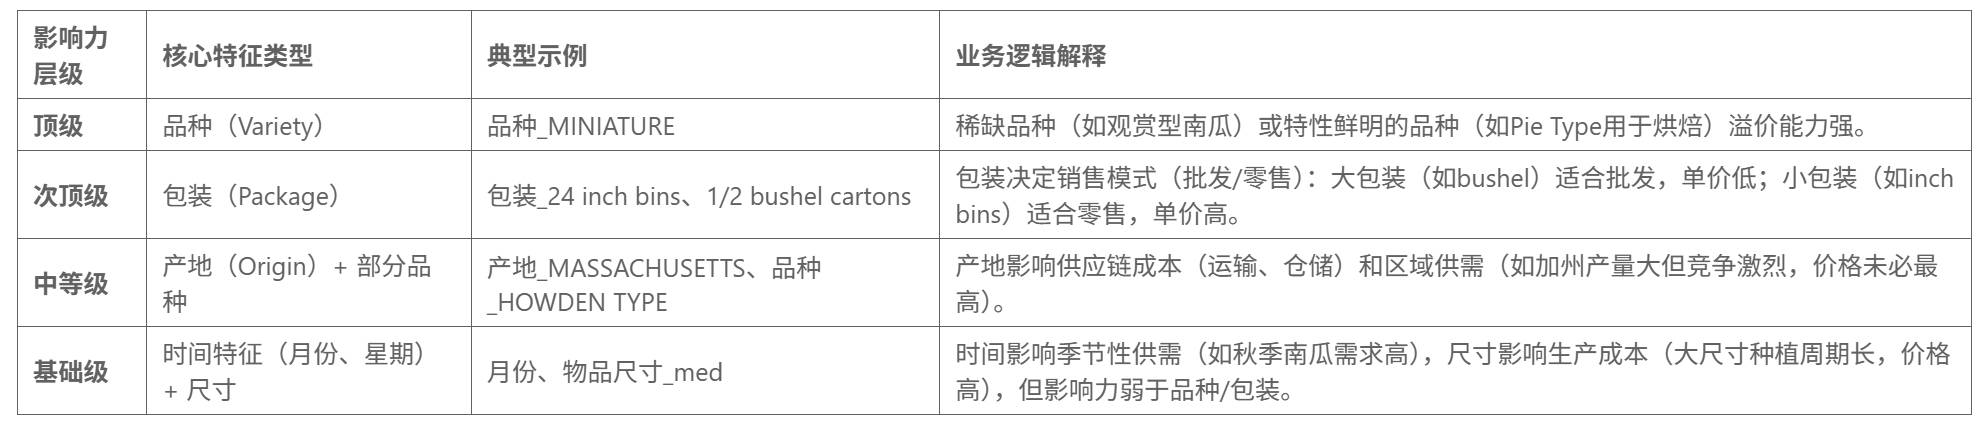 影响力
层级
核心特征类型
典型示例
业务逻辑解释
顶级
品种（Variety）
品种_MINIATURE
稀缺品种（如观赏型南瓜）或特性鲜明的品种（如Pie Type用于烘焙）溢价能力强。
次顶级
包装（Package）
包装_24 inch bins、1/2 bushel cartons
包装决定销售模式（批发/零售）：大包装（如bushel）适合批发，单价低；小包装（如inch
bins）适合零售，单价高。
中等级
产地（Origin）+ 部分品
种
产地_MASSACHUSETTS、品种
_HOWDEN TYPE
产地影响供应链成本（运输、仓储）和区域供需（如加州产量大但竞争激烈，价格未必最
高）。
基础级
时间特征（月份、星期）
+ 尺寸
月份、物品尺寸_med
时间影响季节性供需（如秋季南瓜需求高），尺寸影响生产成本（大尺寸种植周期长，价格
高），但影响力弱于品种/包装。